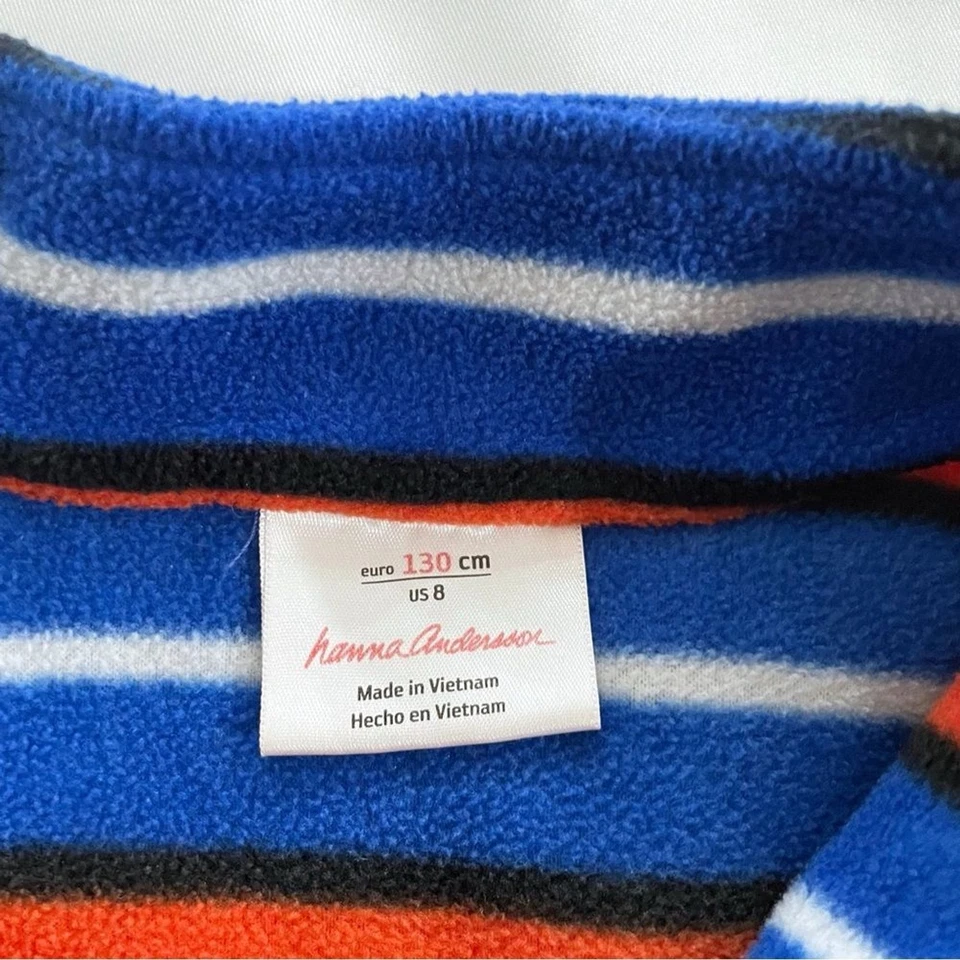 euro 130 cm
US 8
hanna Andersson
Made in Vietnam
Hecho en Vietnam